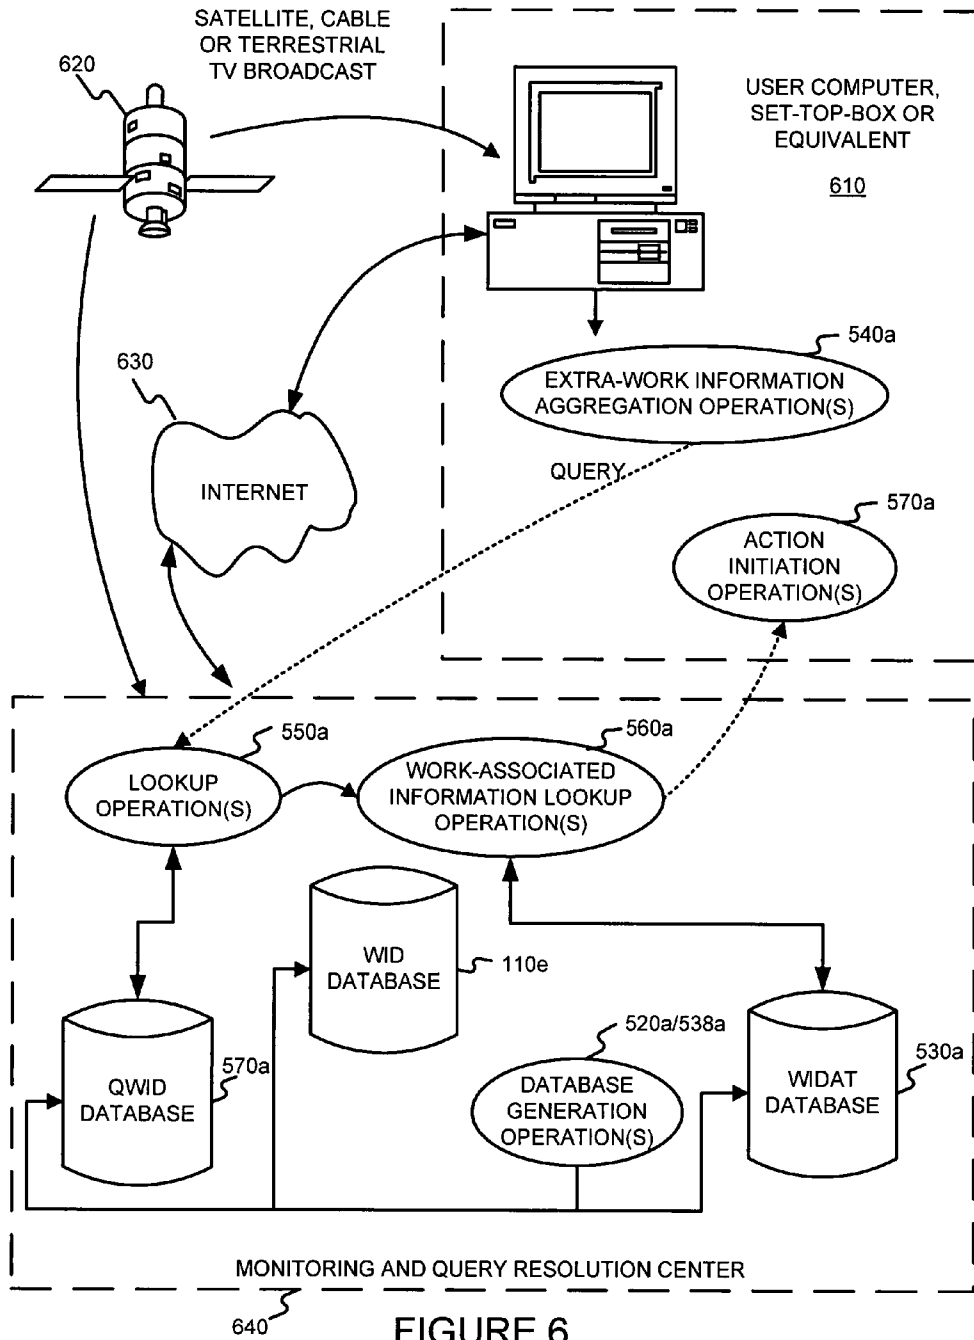 SATELLITE, CABLE
OR TERRESTRIAL
TV BROADCAST
620
USER COMPUTER,
SET-TOP-BOX OR
EQUIVALENT
610
630
INTERNET
540a
EXTRA-WORK INFORMATION
AGGREGATION OPERATION(S)
QUERY
570a
ACTION
INITIATION
OPERATION(S)
550a
LOOKUP
OPERATION(S)
560a
WORK-ASSOCIATED
INFORMATION LOOKUP
OPERATION(S)
WID
DATABASE
110e
QWID
DATABASE
570a
520a/538a
DATABASE
GENERATION
OPERATION(S)
WIDAT
DATABASE
530a
MONITORING AND QUERY RESOLUTION CENTER
640
FIGURE 6